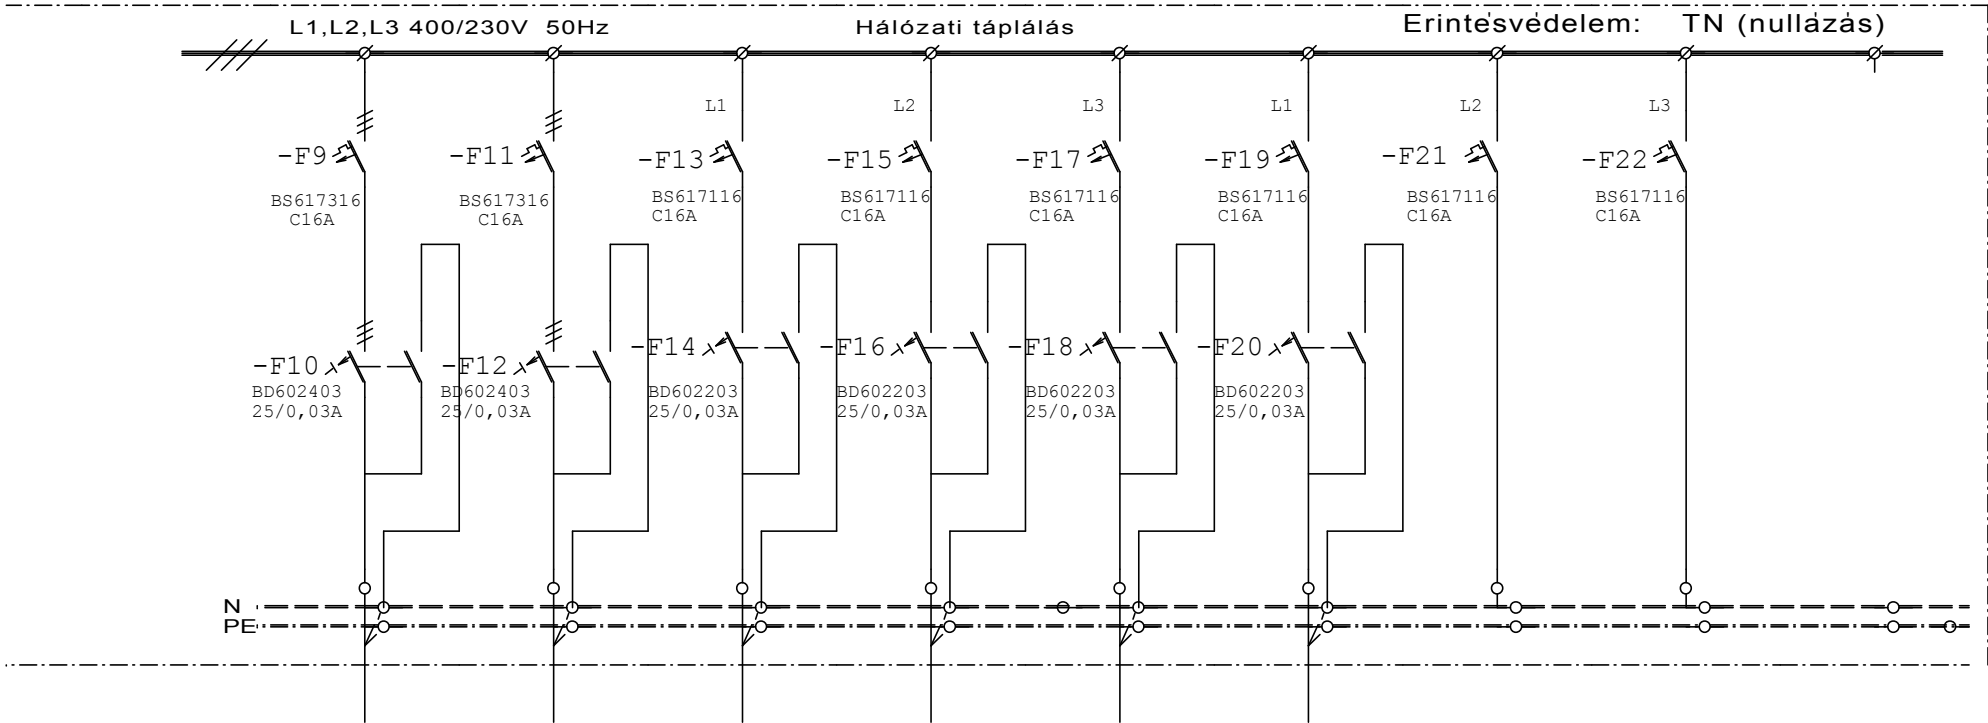 L1,L2,L3 400/230V 50Hz
Hálózati táplálás
Érintésvédelem: TN (nullázás)
L1
L2
L3
L1
L2
L3
-F9
-F11
-F13
-F15
-F17
-F19
-F21
-F22
BS617316
C16A
BS617316
C16A
BS617116
C16A
BS617116
C16A
BS617116
C16A
BS617116
C16A
BS617116
C16A
BS617116
C16A
-F10
-F12
-F14
-F16
-F18
-F20
BD602403
25/0,03A
BD602403
25/0,03A
BD602203
25/0,03A
BD602203
25/0,03A
BD602203
25/0,03A
BD602203
25/0,03A
N
PE